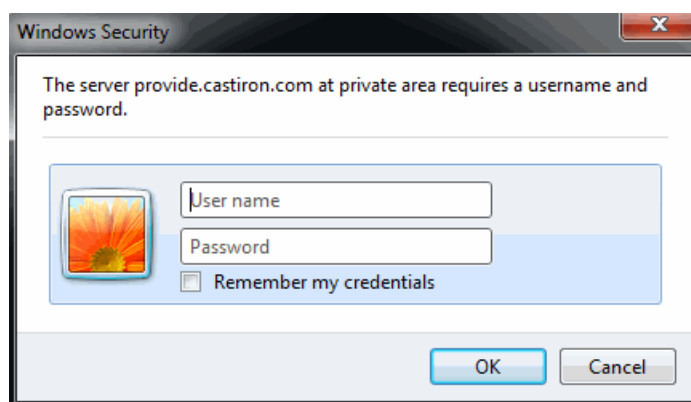 Windows Security
The server provide.castiron.com at private area requires a username and
password.
User name
Password
Remember my credentials
OK
Cancel